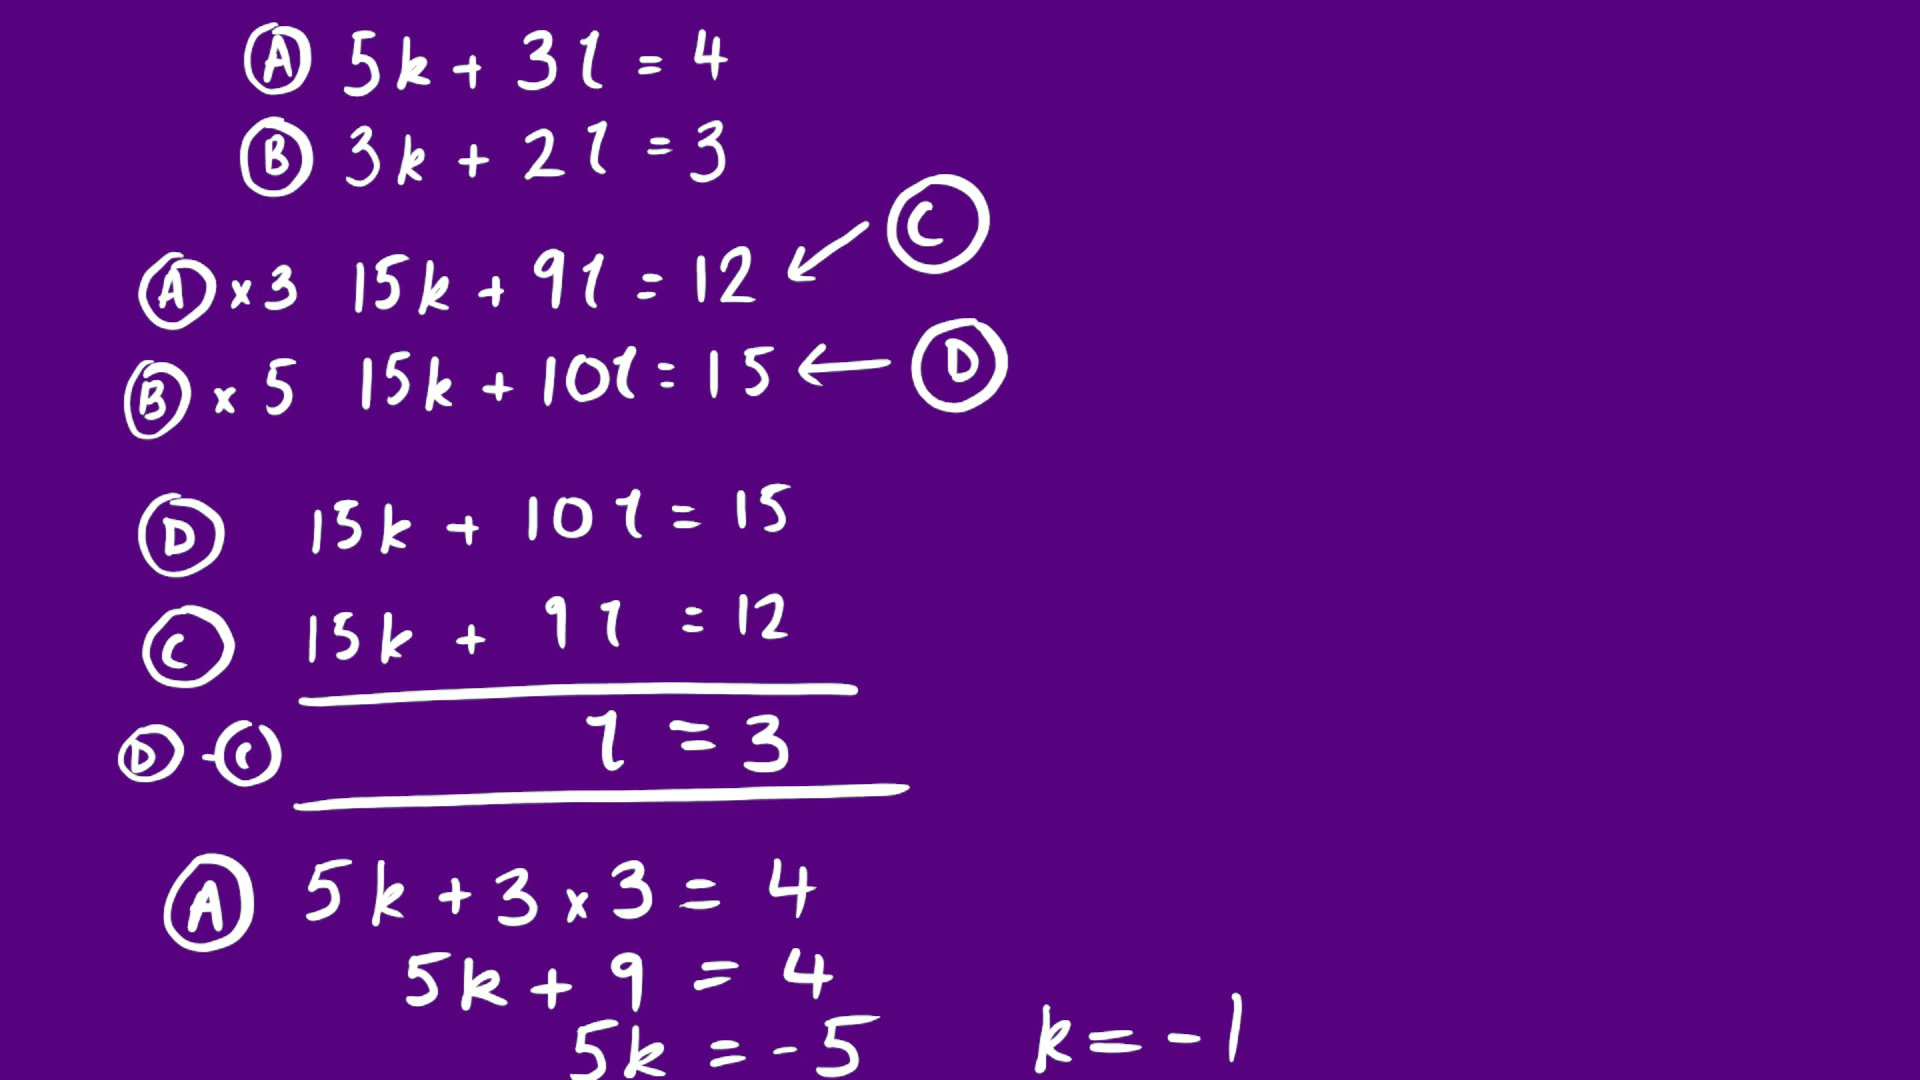 Ⓐ 5k + 3l = 4
Ⓑ 3k + 2l = 3
Ⓒ
Ⓐ × 3 15k + 9l = 12 ←
Ⓑ × 5 15k + 10l = 15 ← Ⓓ
Ⓓ 15k + 10l = 15
Ⓒ 15k + 9l = 12
Ⓓ - Ⓒ l = 3
Ⓐ 5k + 3 × 3 = 4
5k + 9 = 4
5k = -5 k = -1